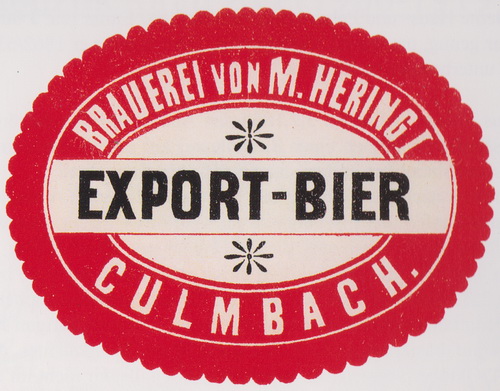 BRAUEREI VON M. HERING I
EXPORT-BIER
CULMBACH.